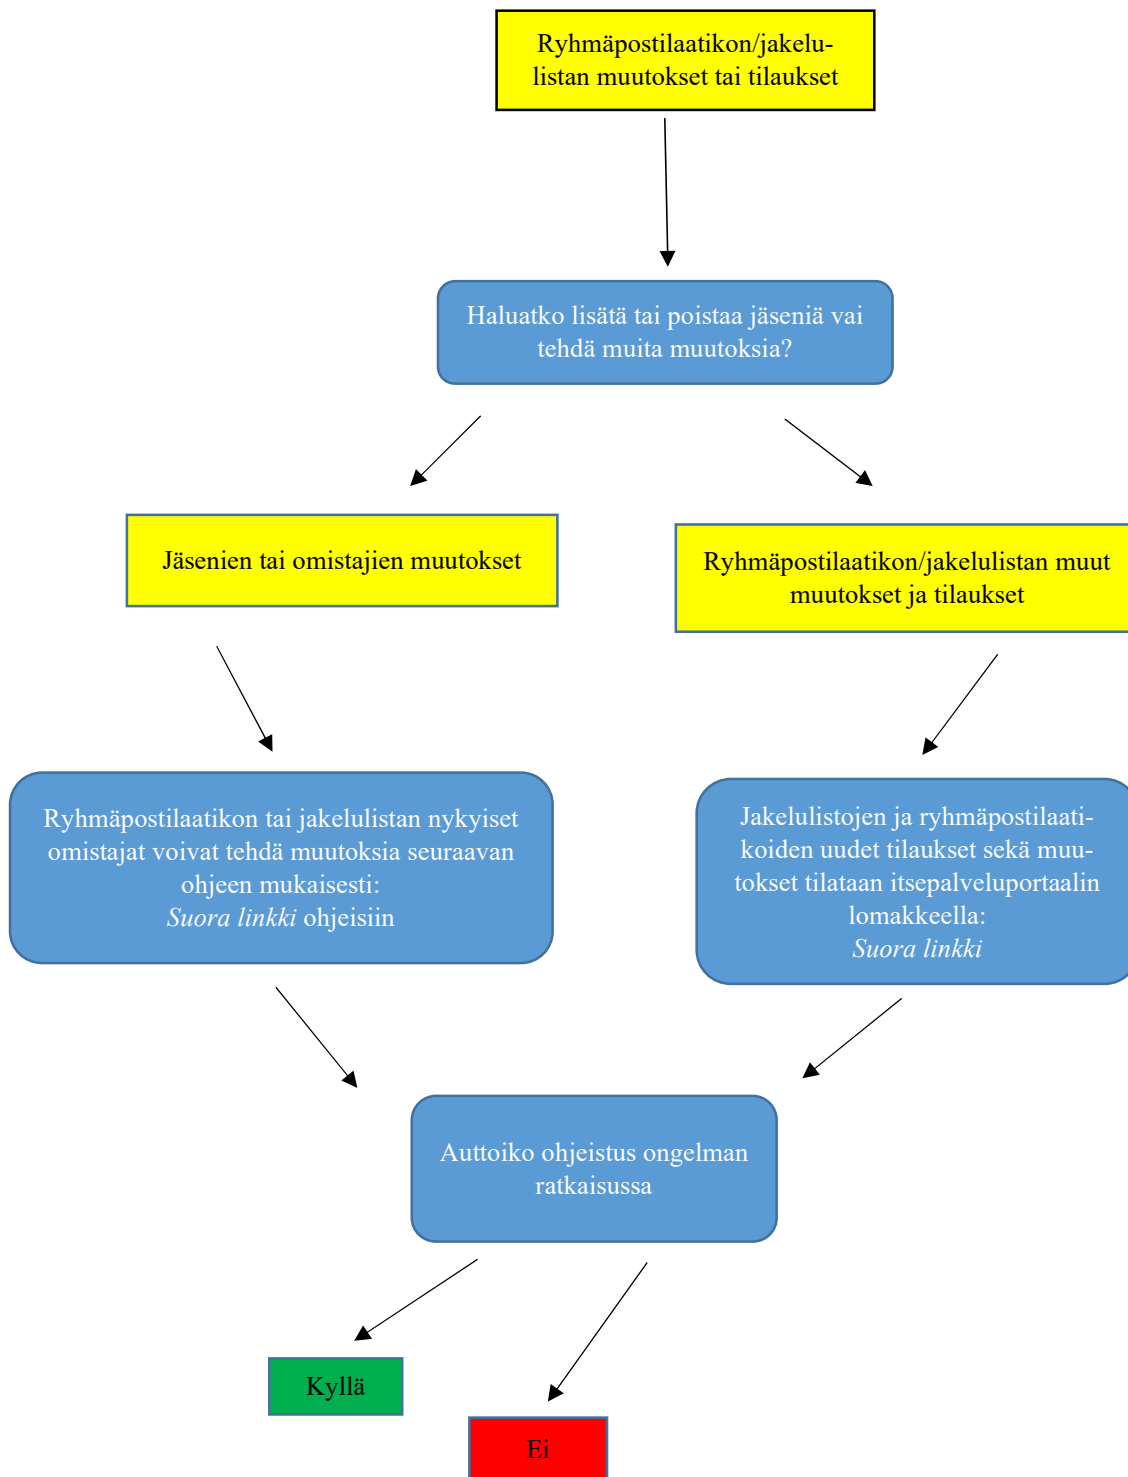 Ryhmäpostilaatikon/jakelu-
listan muutokset tai tilaukset
Haluatko lisätä tai poistaa jäseniä vai
tehdä muita muutoksia?
Jäsenien tai omistajien muutokset
Ryhmäpostilaatikon/jakelulistan muut
muutokset ja tilaukset
Ryhmäpostilaatikon tai jakelulistan nykyiset
omistajat voivat tehdä muutoksia seuraavan
ohjeen mukaisesti:
Suora linkki ohjeisiin
Jakelulistojen ja ryhmäpostilaati-
koiden uudet tilaukset sekä muu-
tokset tilataan itsepalveluportaalin
lomakkeella:
Suora linkki
Auttoiko ohjeistus ongelman
ratkaisussa
Kyllä
Ei